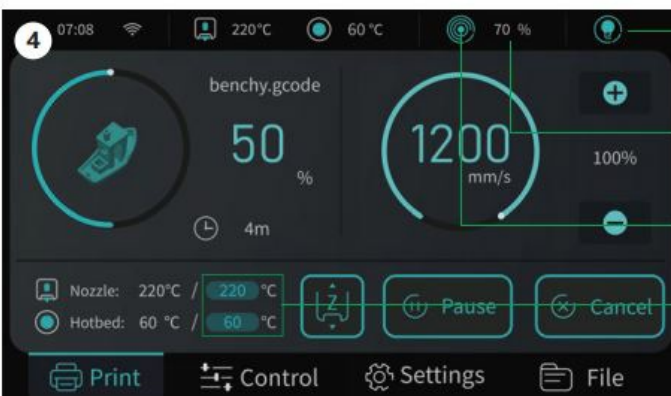 4 07:08 220°C 60 °C 70 %
benchy.gcode
50 %
4m
1200
mm/s
100%
Nozzle: 220°C / 220 °C
Hotbed: 60 °C / 60 °C
Z
Pause
Cancel
Print Control Settings File